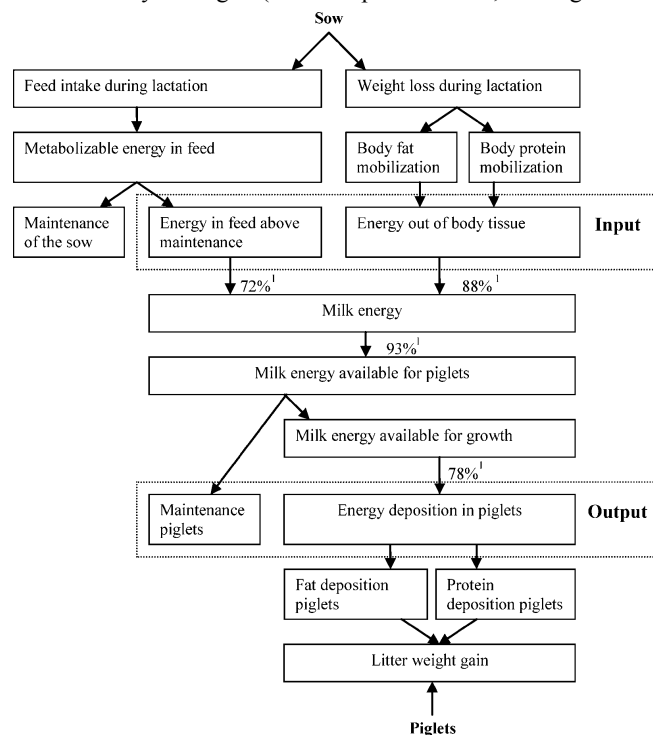 Sow
Feed intake during lactation
Weight loss during lactation
Metabolizable energy in feed
Body fat
mobilization
Body protein
mobilization
Maintenance
of the sow
Energy in feed above
maintenance
Energy out of body tissue
Input
72%¹
88%¹
Milk energy
93%¹
Milk energy available for piglets
Milk energy available for growth
78%¹
Maintenance
piglets
Energy deposition in piglets
Output
Fat deposition
piglets
Protein
deposition piglets
Litter weight gain
Piglets